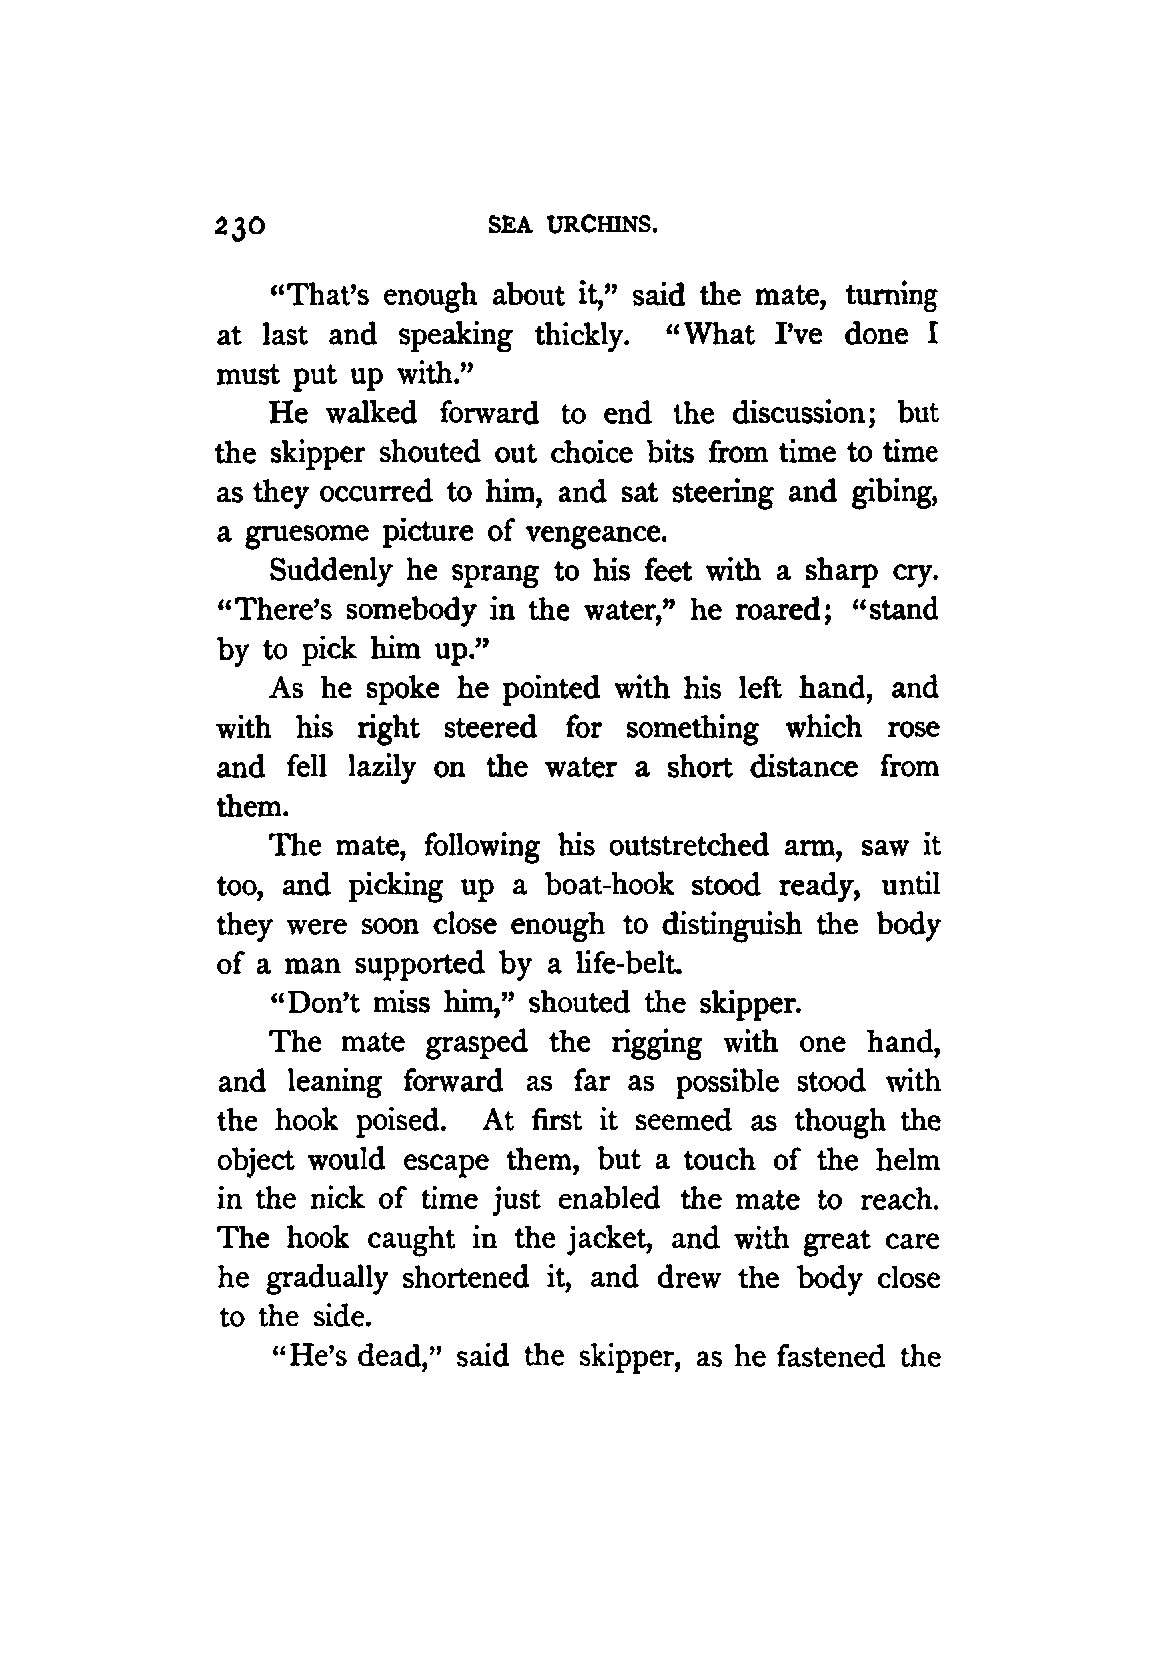 230 SEA URCHINS.
“That’s enough about it,” said the mate, turning
at last and speaking thickly. “What I’ve done I
must put up with.”
He walked forward to end the discussion; but
the skipper shouted out choice bits from time to time
as they occurred to him, and sat steering and gibing,
a gruesome picture of vengeance.
Suddenly he sprang to his feet with a sharp cry.
“There’s somebody in the water,” he roared; “stand
by to pick him up.”
As he spoke he pointed with his left hand, and
with his right steered for something which rose
and fell lazily on the water a short distance from
them.
The mate, following his outstretched arm, saw it
too, and picking up a boat-hook stood ready, until
they were soon close enough to distinguish the body
of a man supported by a life-belt.
“Don’t miss him,” shouted the skipper.
The mate grasped the rigging with one hand,
and leaning forward as far as possible stood with
the hook poised. At first it seemed as though the
object would escape them, but a touch of the helm
in the nick of time just enabled the mate to reach.
The hook caught in the jacket, and with great care
he gradually shortened it, and drew the body close
to the side.
“He’s dead,” said the skipper, as he fastened the